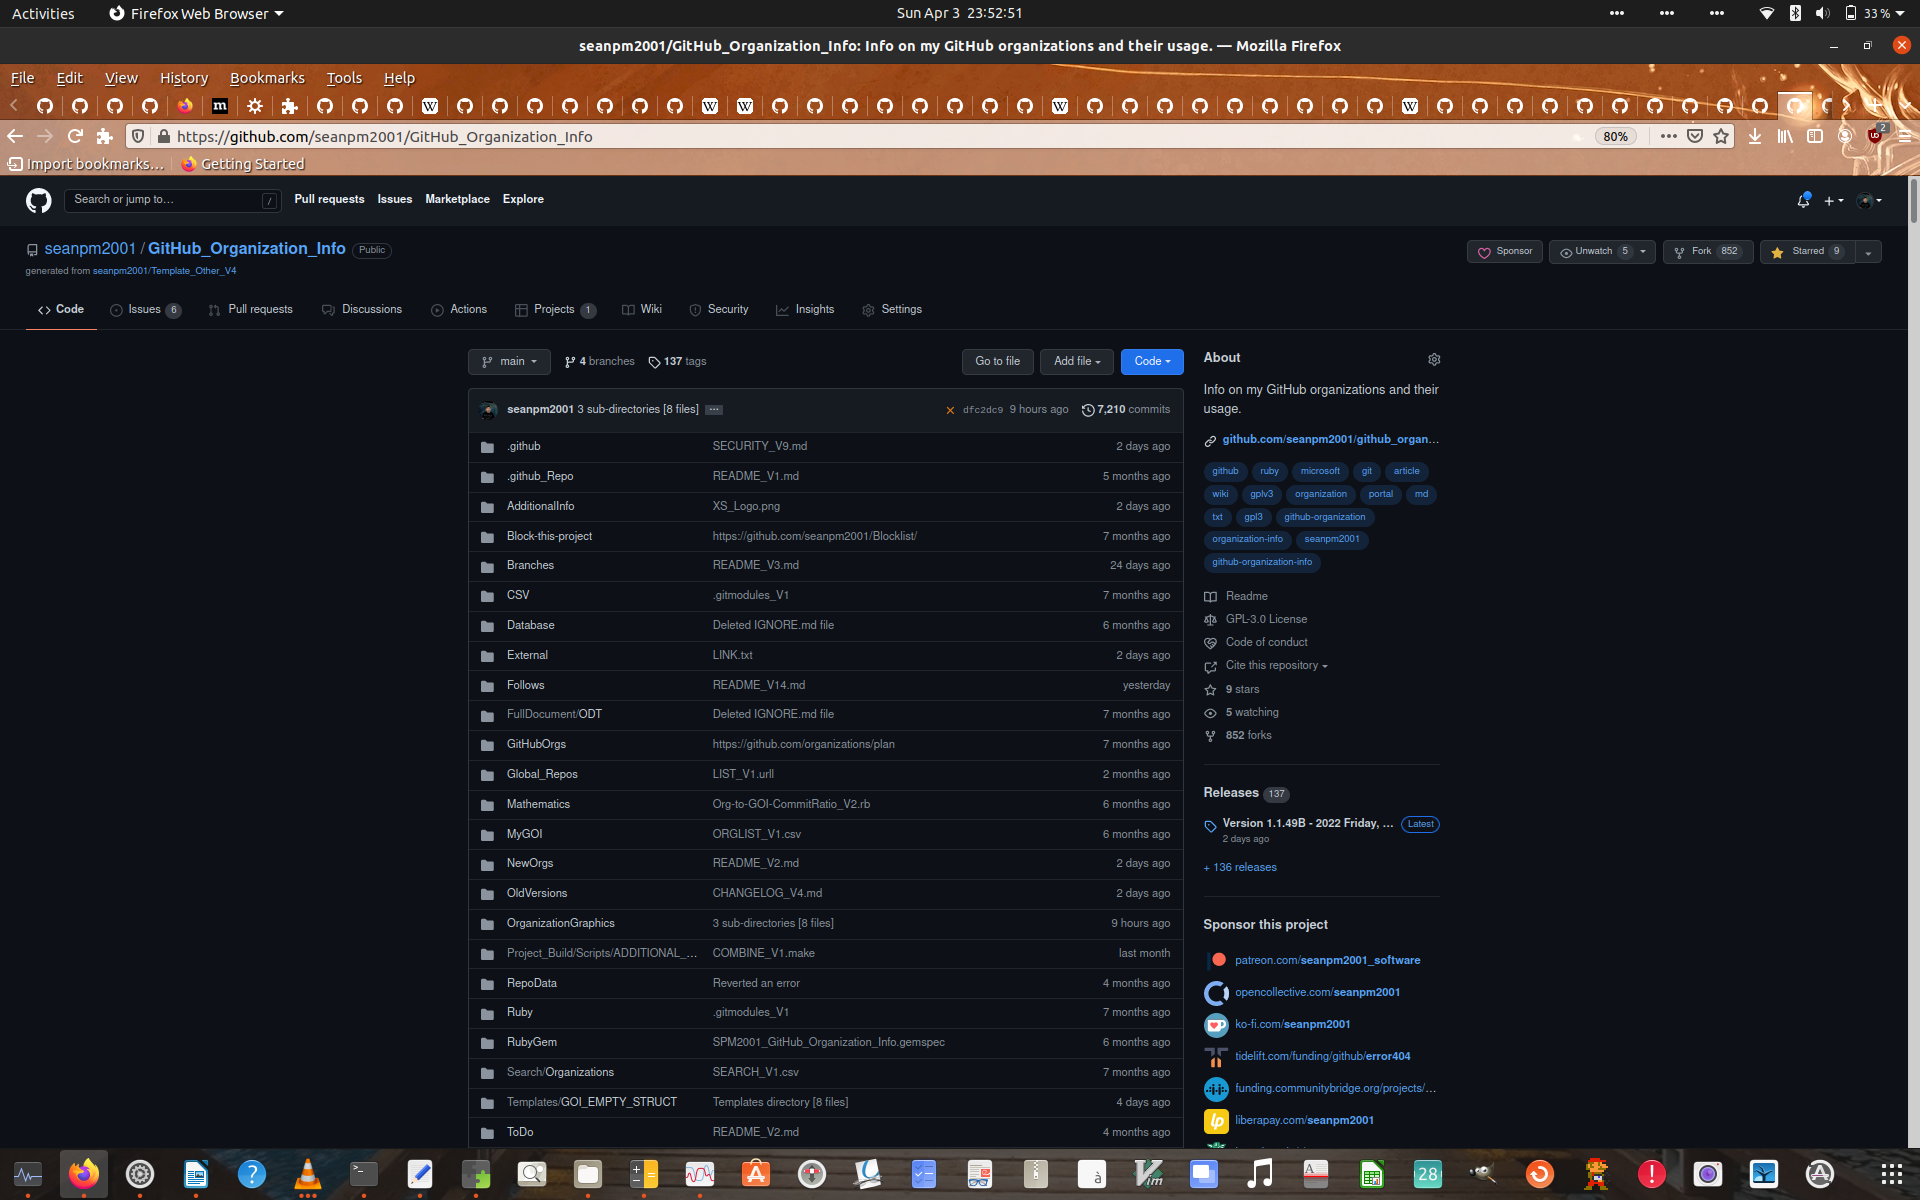 Activities Firefox Web Browser Sun Apr 3 23:52:51 33 %
seanpm2001/GitHub_Organization_Info: Info on my GitHub organizations and their usage. — Mozilla Firefox
File Edit View History Bookmarks Tools Help
https://github.com/seanpm2001/GitHub_Organization_Info 80% 2
Import bookmarks… Getting Started
Search or jump to… / Pull requests Issues Marketplace Explore
seanpm2001 / GitHub_Organization_Info Public Sponsor Unwatch 5 Fork 852 Starred 9
generated from seanpm2001/Template_Other_V4
Code Issues 6 Pull requests Discussions Actions Projects 1 Wiki Security Insights Settings
main 4 branches 137 tags Go to file Add file Code
seanpm2001 3 sub-directories [8 files] ... dfc2dc9 9 hours ago 7,210 commits
.github SECURITY_V9.md 2 days ago
.github_Repo README_V1.md 5 months ago
AdditionalInfo XS_Logo.png 2 days ago
Block-this-project https://github.com/seanpm2001/Blocklist/ 7 months ago
Branches README_V3.md 24 days ago
CSV .gitmodules_V1 7 months ago
Database Deleted IGNORE.md file 6 months ago
External LINK.txt 2 days ago
Follows README_V14.md yesterday
FullDocument/ODT Deleted IGNORE.md file 7 months ago
GitHubOrgs https://github.com/organizations/plan 7 months ago
Global_Repos LIST_V1.urll 2 months ago
Mathematics Org-to-GOI-CommitRatio_V2.rb 6 months ago
MyGOI ORGLIST_V1.csv 6 months ago
NewOrgs README_V2.md 2 days ago
OldVersions CHANGELOG_V4.md 2 days ago
OrganizationGraphics 3 sub-directories [8 files] 9 hours ago
Project_Build/Scripts/ADDITIONAL_... COMBINE_V1.make last month
RepoData Reverted an error 4 months ago
Ruby .gitmodules_V1 7 months ago
RubyGem SPM2001_GitHub_Organization_Info.gemspec 6 months ago
Search/Organizations SEARCH_V1.csv 7 months ago
Templates/GOI_EMPTY_STRUCT Templates directory [8 files] 4 days ago
ToDo README_V2.md 4 months ago
About
Info on my GitHub organizations and their
usage.
github.com/seanpm2001/github_organ…
github ruby microsoft git article
wiki gplv3 organization portal md
txt gpl3 github-organization
organization-info seanpm2001
github-organization-info
Readme
GPL-3.0 License
Code of conduct
Cite this repository
9 stars
5 watching
852 forks
Releases 137
Version 1.1.49B - 2022 Friday, ... Latest
2 days ago
+ 136 releases
Sponsor this project
patreon.com/seanpm2001_software
opencollective.com/seanpm2001
ko-fi.com/seanpm2001
tidelift.com/funding/github/error404
funding.communitybridge.org/projects/…
liberapay.com/seanpm2001
28